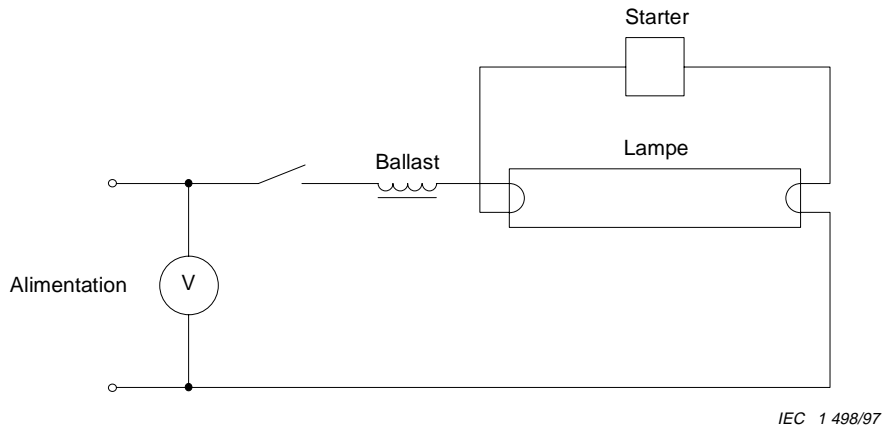 Starter
Ballast
Lampe
Alimentation
V
IEC 1 498/97